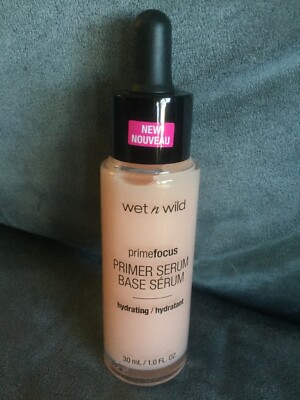 NEW!
NOUVEAU
wet n wild
primefocus
PRIMER SERUM
BASE SÉRUM
hydrating / hydratant
30 mL / 1.0 FL. OZ